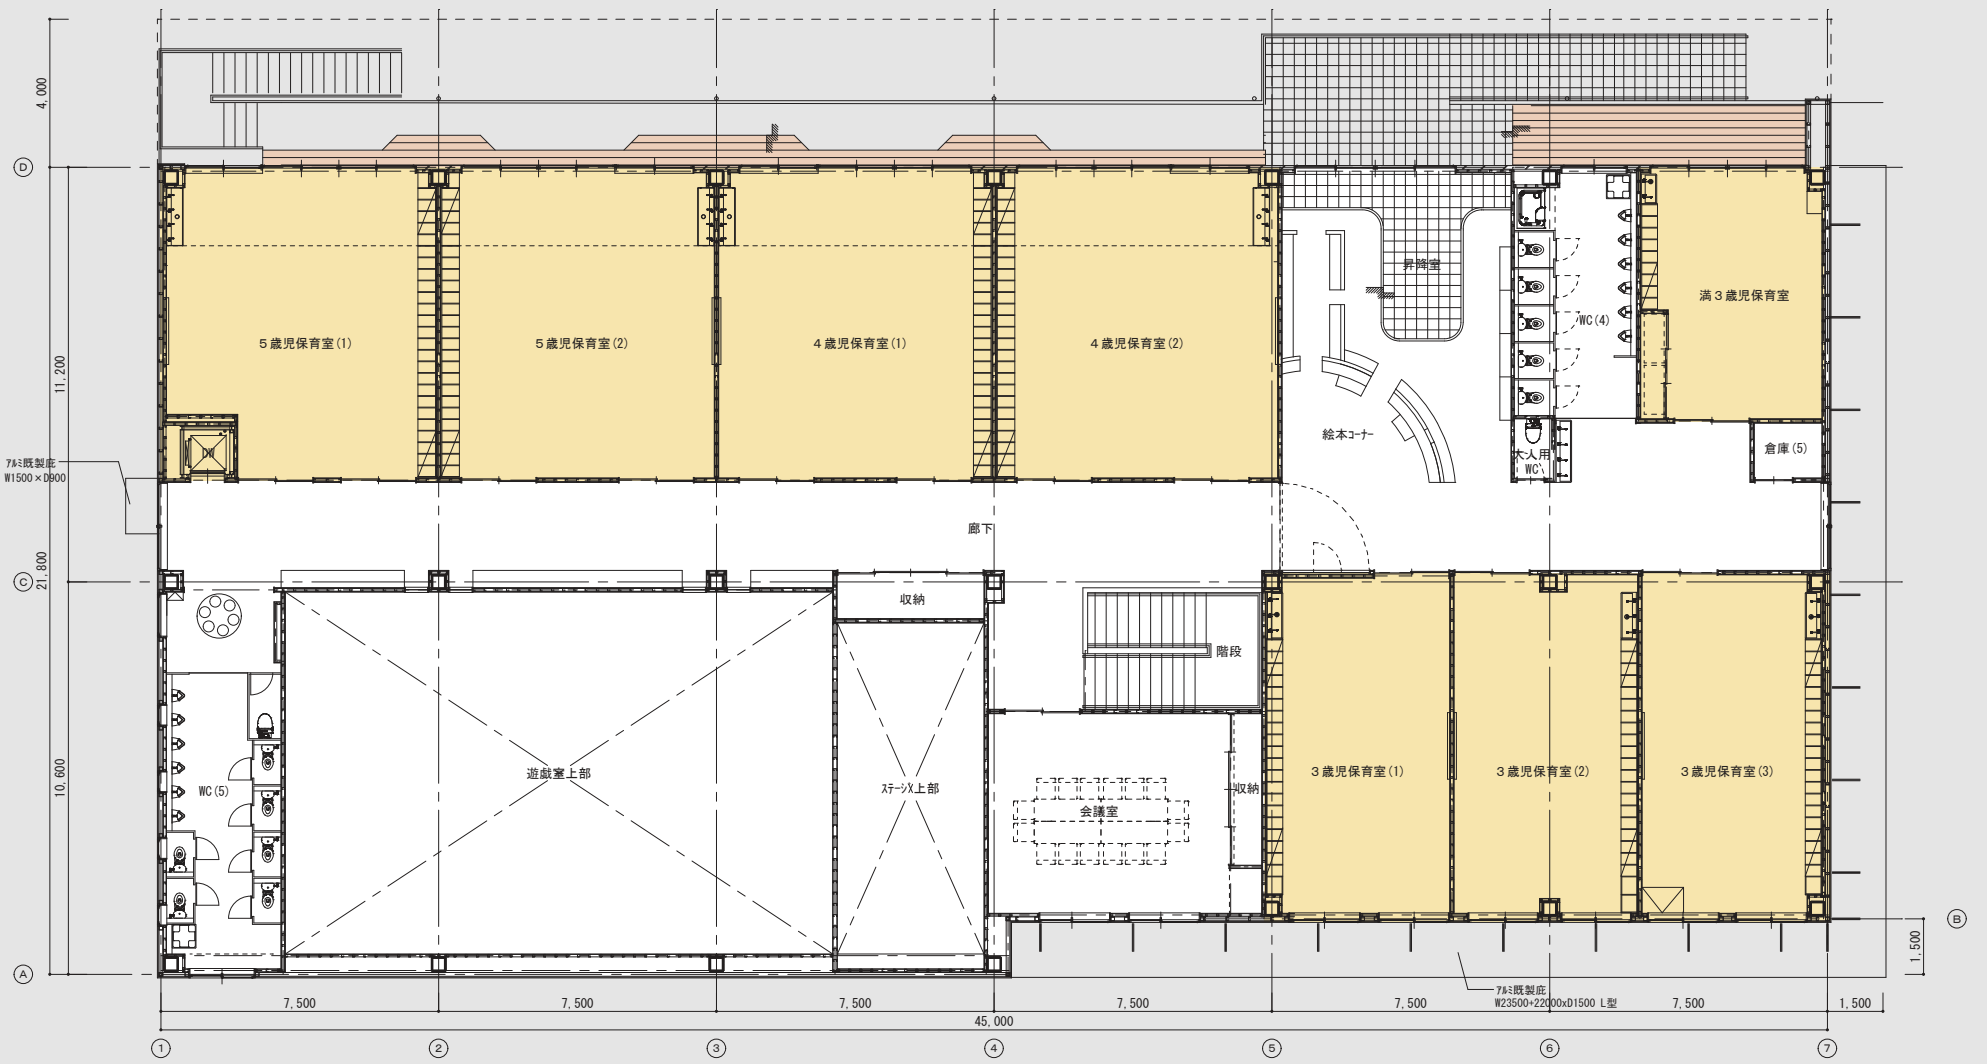 4,000
D
5歳児保育室(1)
5歳児保育室(2)
4歳児保育室(1)
4歳児保育室(2)
昇降室
WC(4)
満3歳児保育室
11,200
絵本コーナー
大人用
WC
倉庫(5)
DW
アルミ既製庇
W1500×D900
廊下
C
21,800
収納
階段
遊戯室上部
ステージ上部
WC(5)
会議室
収納
3歳児保育室(1)
3歳児保育室(2)
3歳児保育室(3)
10,600
B
1,500
A
アルミ既製庇
W23500+22000xD1500 L型
7,500
7,500
7,500
7,500
7,500
7,500
1,500
45,000
1
2
3
4
5
6
7